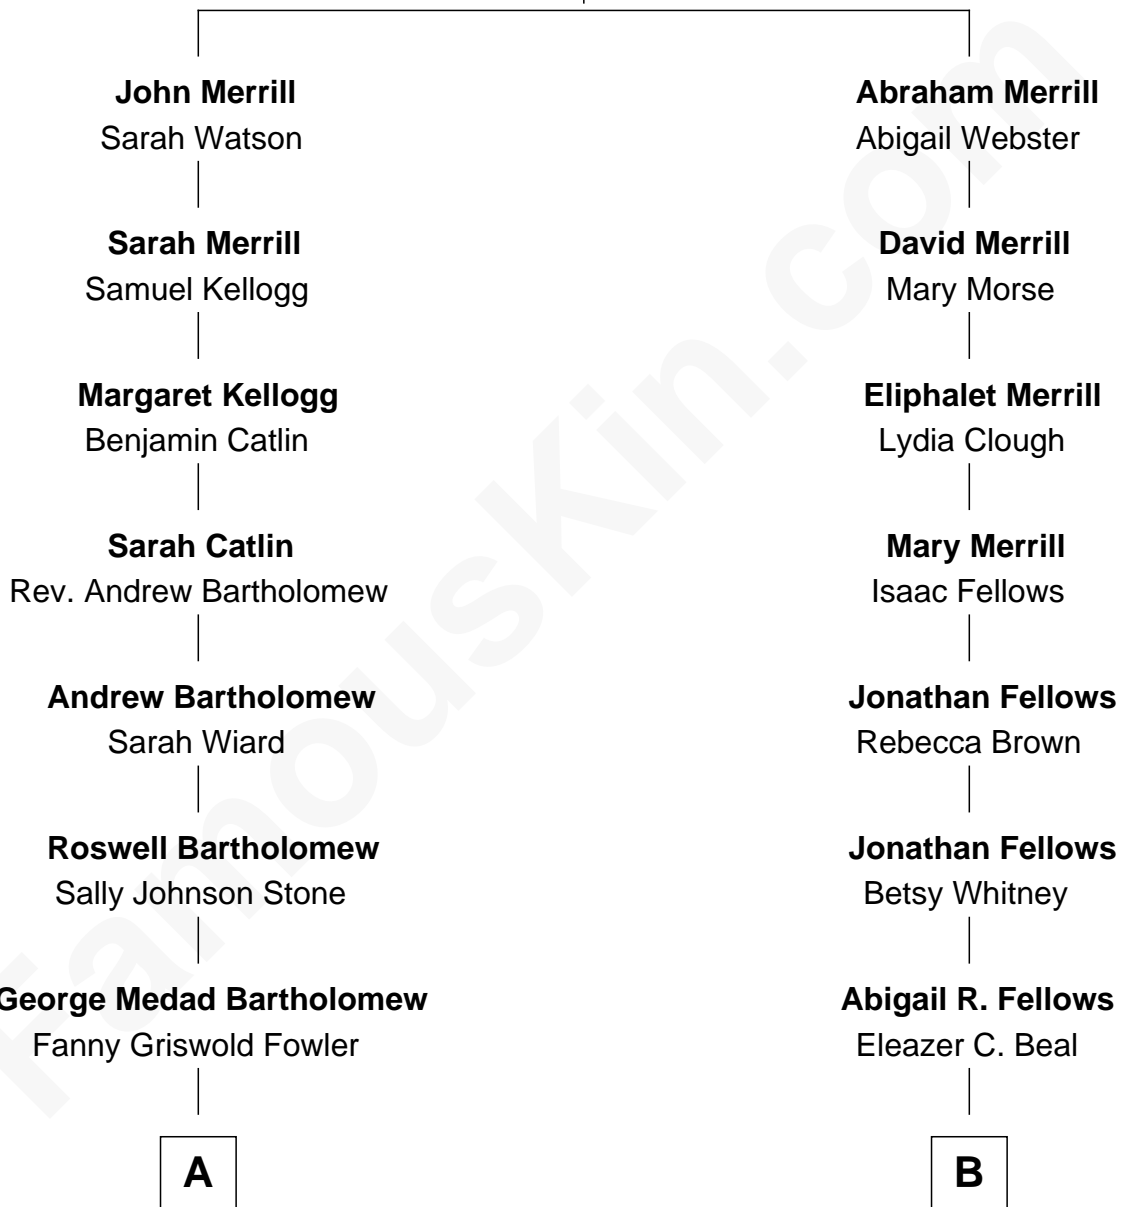 John Merrill
Sarah Watson
Sarah Merrill
Samuel Kellogg
Margaret Kellogg
Benjamin Catlin
Sarah Catlin
Rev. Andrew Bartholomew
Andrew Bartholomew
Sarah Wiard
Roswell Bartholomew
Sally Johnson Stone
George Medad Bartholomew
Fanny Griswold Fowler
A
Abraham Merrill
Abigail Webster
David Merrill
Mary Morse
Eliphalet Merrill
Lydia Clough
Mary Merrill
Isaac Fellows
Jonathan Fellows
Rebecca Brown
Jonathan Fellows
Betsy Whitney
Abigail R. Fellows
Eleazer C. Beal
B
FamousKin.com